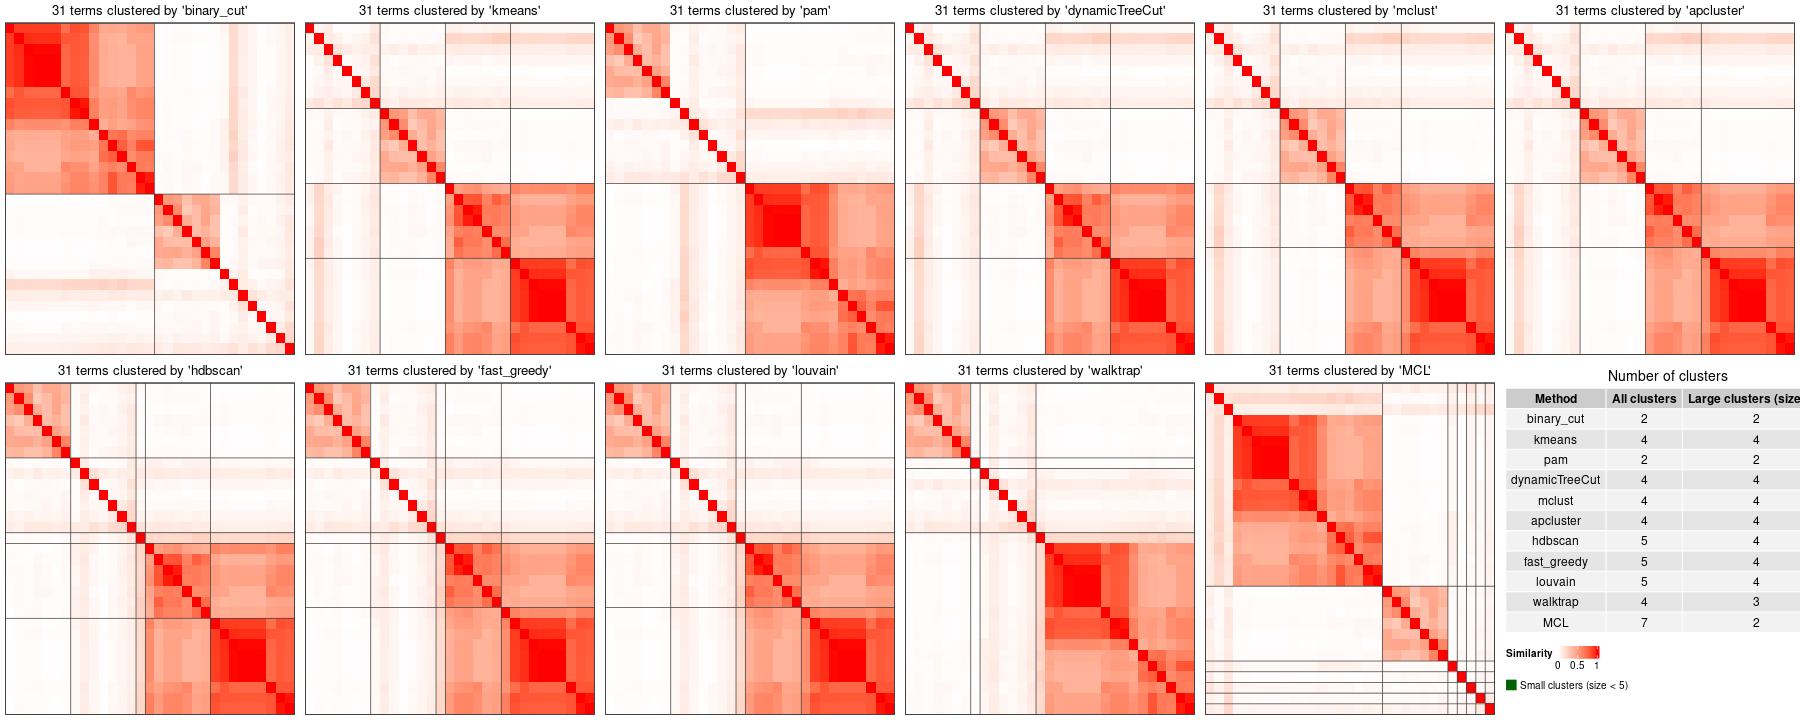 31 terms clustered by 'binary_cut'
31 terms clustered by 'kmeans'
31 terms clustered by 'pam'
31 terms clustered by 'dynamicTreeCut'
31 terms clustered by 'mclust'
31 terms clustered by 'apcluster'
31 terms clustered by 'hdbscan'
31 terms clustered by 'fast_greedy'
31 terms clustered by 'louvain'
31 terms clustered by 'walktrap'
31 terms clustered by 'MCL'
Number of clusters
Method All clusters Large clusters (size
binary_cut 2 2
kmeans 4 4
pam 2 2
dynamicTreeCut 4 4
mclust 4 4
apcluster 4 4
hdbscan 5 4
fast_greedy 5 4
louvain 5 4
walktrap 4 3
MCL 7 2
Similarity
0 0.5 1
Small clusters (size < 5)